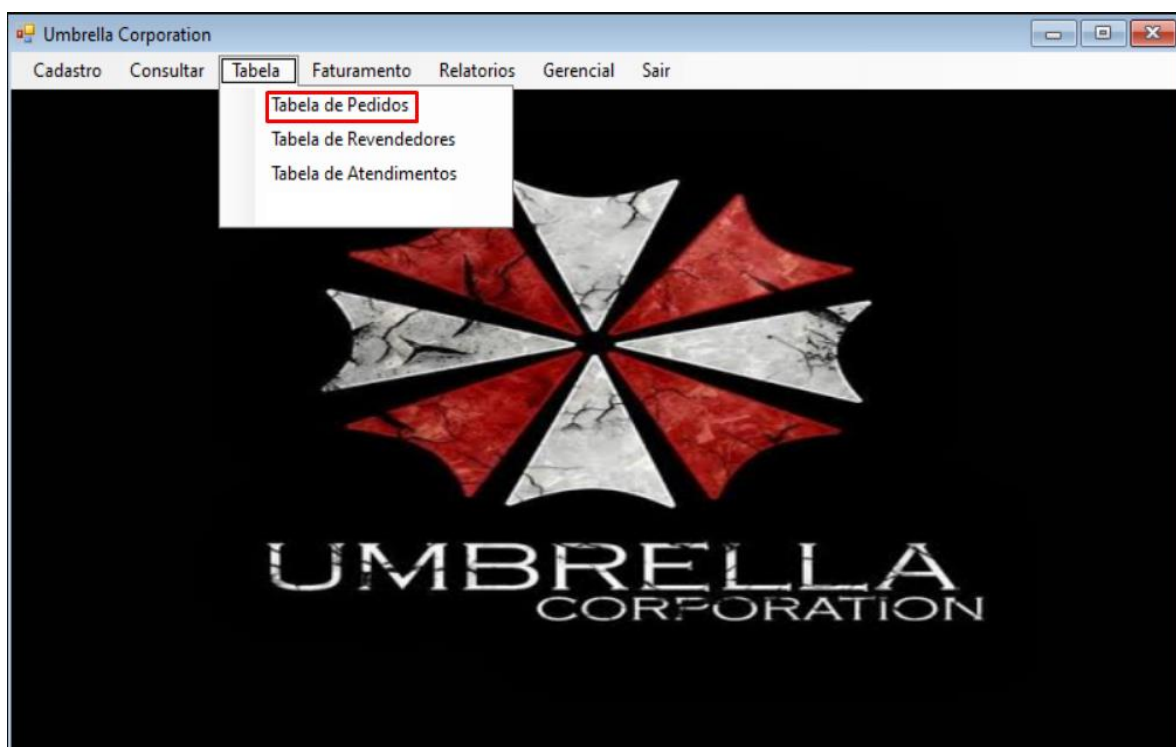 Umbrella Corporation
Cadastro Consultar Tabela Faturamento Relatorios Gerencial Sair
Tabela de Pedidos
Tabela de Revendedores
Tabela de Atendimentos
UMBRELLA
CORPORATION